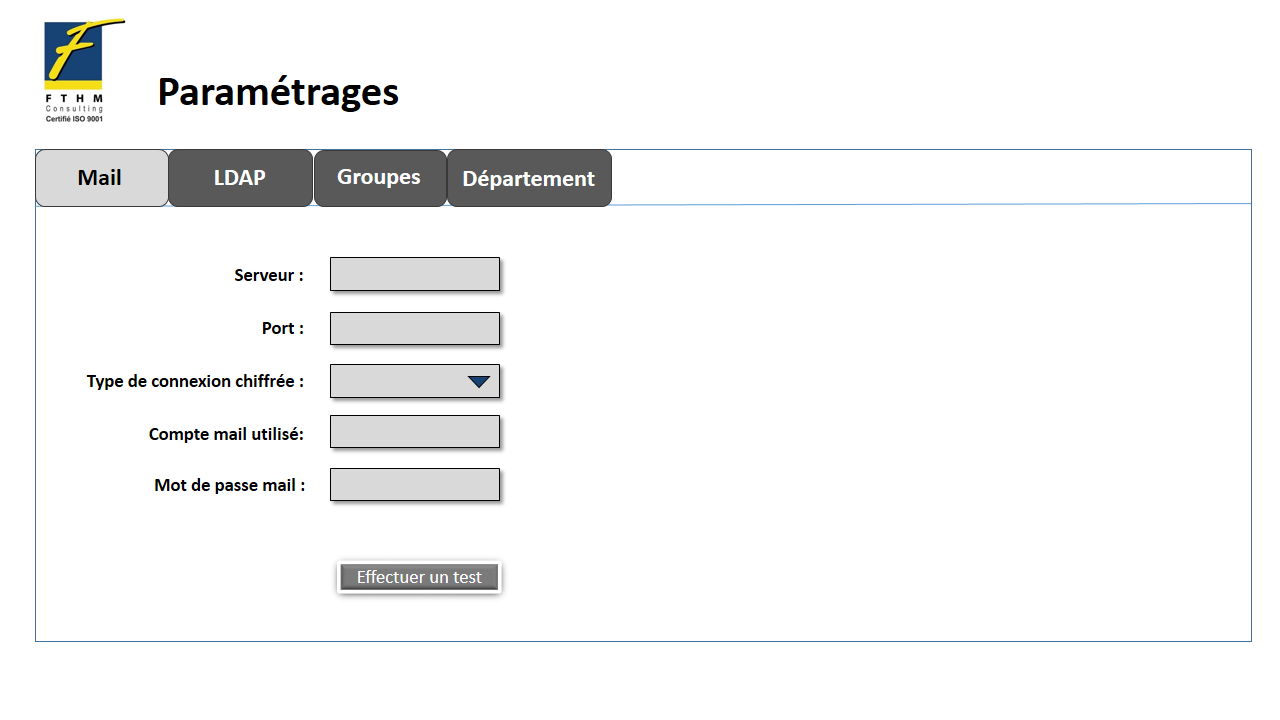 F T H M
Consulting
Certifié ISO 9001
Paramétrages
Mail LDAP Groupes Département
Serveur :
Port :
Type de connexion chiffrée :
Compte mail utilisé:
Mot de passe mail :
Effectuer un test